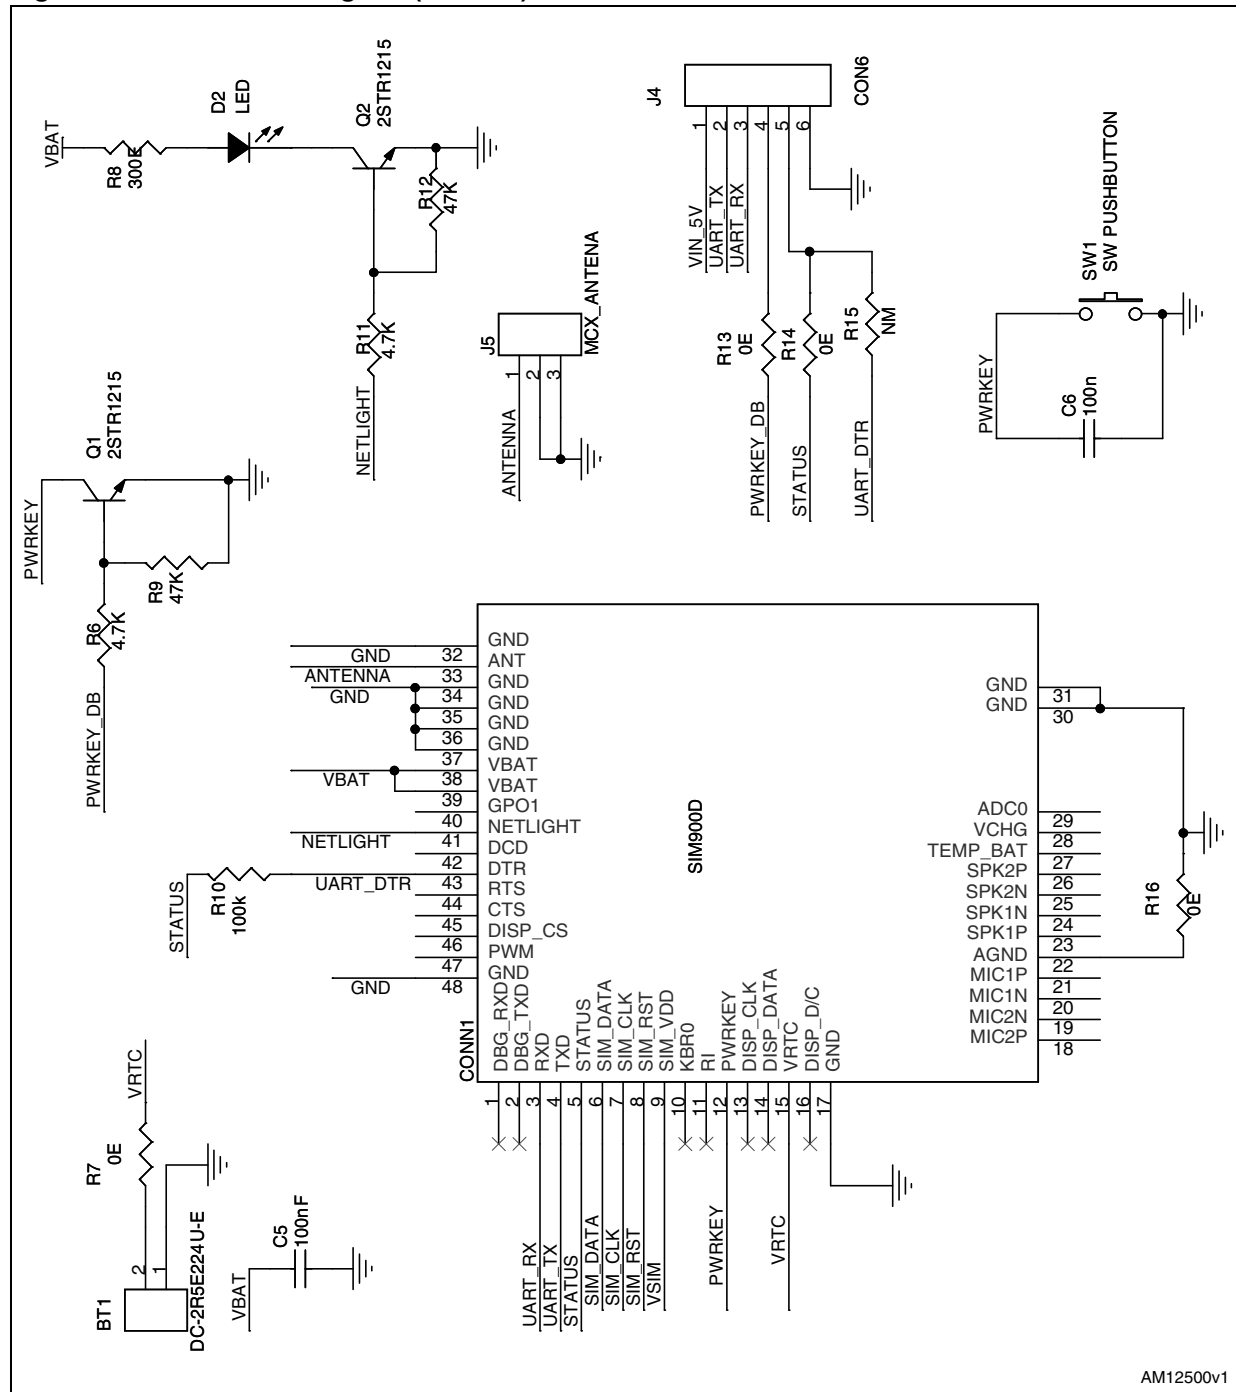 VBAT
R8
300E
D2
LED
Q2
2STR1215
R12
47K
R11
4.7K
NETLIGHT
J4
CON6
1
2
3
4
5
6
VIN_5V
UART_TX
UART_RX
R13
0E
R14
0E
R15
NM
PWRKEY_DB
STATUS
UART_DTR
J5
MCX_ANTENA
1
2
3
ANTENNA
SW1
SW PUSHBUTTON
PWRKEY
C6
100n
Q1
2STR1215
PWRKEY
R9
47K
R6
4.7K
PWRKEY_DB
GND
GND 32 ANT
ANTENNA 33 GND
GND 34 GND
35 GND
36 GND
37 VBAT
VBAT 38 VBAT
39 GPO1
40 NETLIGHT
NETLIGHT 41 DCD
42 DTR
UART_DTR 43 RTS
44 CTS
45 DISP_CS
46 PWM
47 GND
GND 48
STATUS
R10
100k
SIM900D
GND
31
GND
30
ADC0
29
VCHG
28
TEMP_BAT
27
SPK2P
26
SPK2N
25
SPK1N
24
SPK1P
23
AGND
22
MIC1P
21
MIC1N
20
MIC2N
19
MIC2P
18
R16
0E
CONN1
DBG_RXD
DBG_TXD
RXD
TXD
STATUS
SIM_DATA
SIM_CLK
SIM_RST
SIM_VDD
KBR0
RI
PWRKEY
DISP_CLK
DISP_DATA
VRTC
DISP_D/C
GND
1
2
3
4
5
6
7
8
9
10
11
12
13
14
15
16
17
UART_RX
UART_TX
STATUS
SIM_DATA
SIM_CLK
SIM_RST
VSIM
PWRKEY
VRTC
VRTC
R7
0E
2
1
BT1
DC-2R5E224U-E
VBAT
C5
100nF
AM12500v1